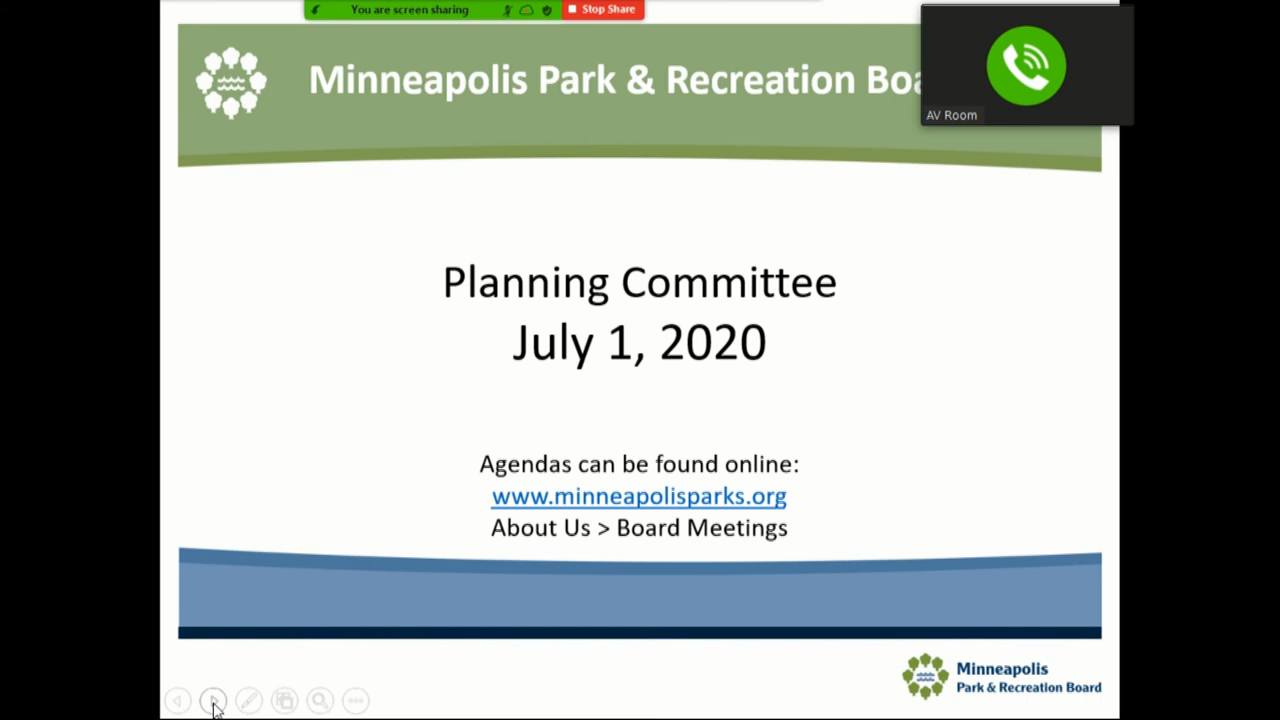 You are screen sharing
Stop Share
Minneapolis Park & Recreation Boa
AV Room
Planning Committee
July 1, 2020
Agendas can be found online:
www.minneapolisparks.org
About Us > Board Meetings
Minneapolis
Park & Recreation Board